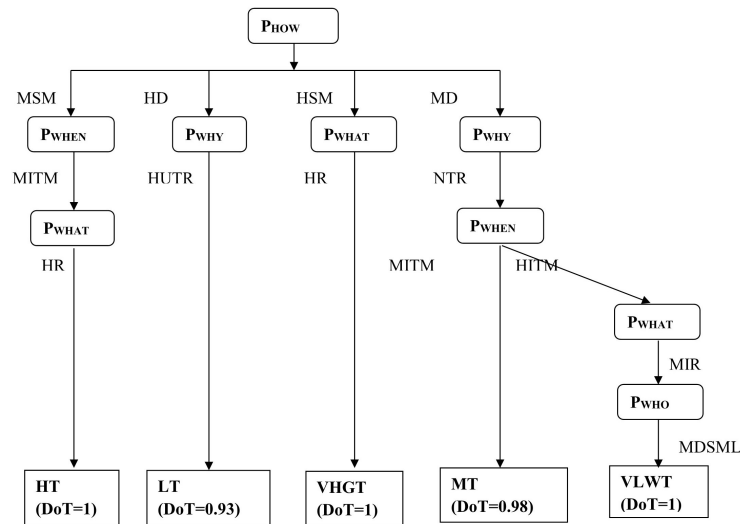 PHOW
MSM HD HSM MD
PWHEN PWHY PWHAT PWHY
MITM HUTR HR NTR
PWHAT PWHEN
HR MITM HITM
PWHAT
MIR
PWHO
MDSML
HT LT VHGT MT VLWT
(DoT=1) (DoT=0.93) (DoT=1) (DoT=0.98) (DoT=1)